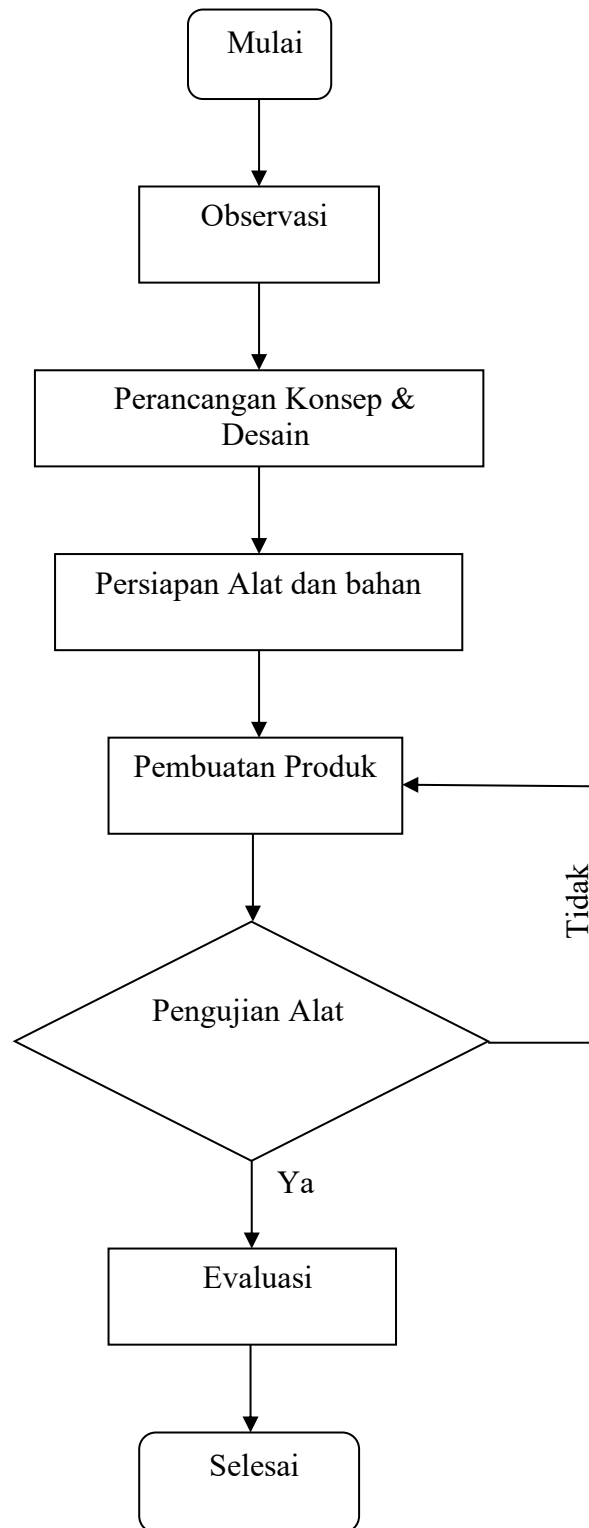 Mulai
Observasi
Perancangan Konsep &
Desain
Persiapan Alat dan bahan
Pembuatan Produk
Tidak
Pengujian Alat
Ya
Evaluasi
Selesai